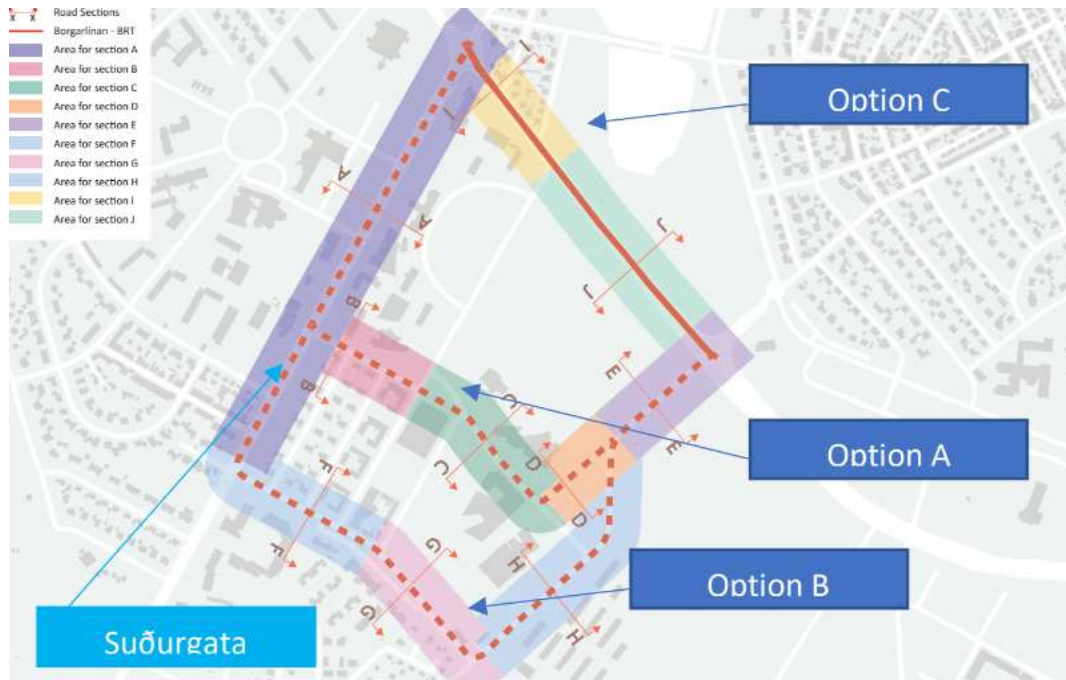 X X Road Sections
Borgarlínan - BRT
Area for section A
Area for section B
Area for section C
Area for section D
Area for section E
Area for section F
Area for section G
Area for section H
Area for section I
Area for section J
I
I
Option C
A
A
J
J
B
B
E
E
C
C
Option A
D
D
F
F
G
G
H
H
Option B
Suðurgata